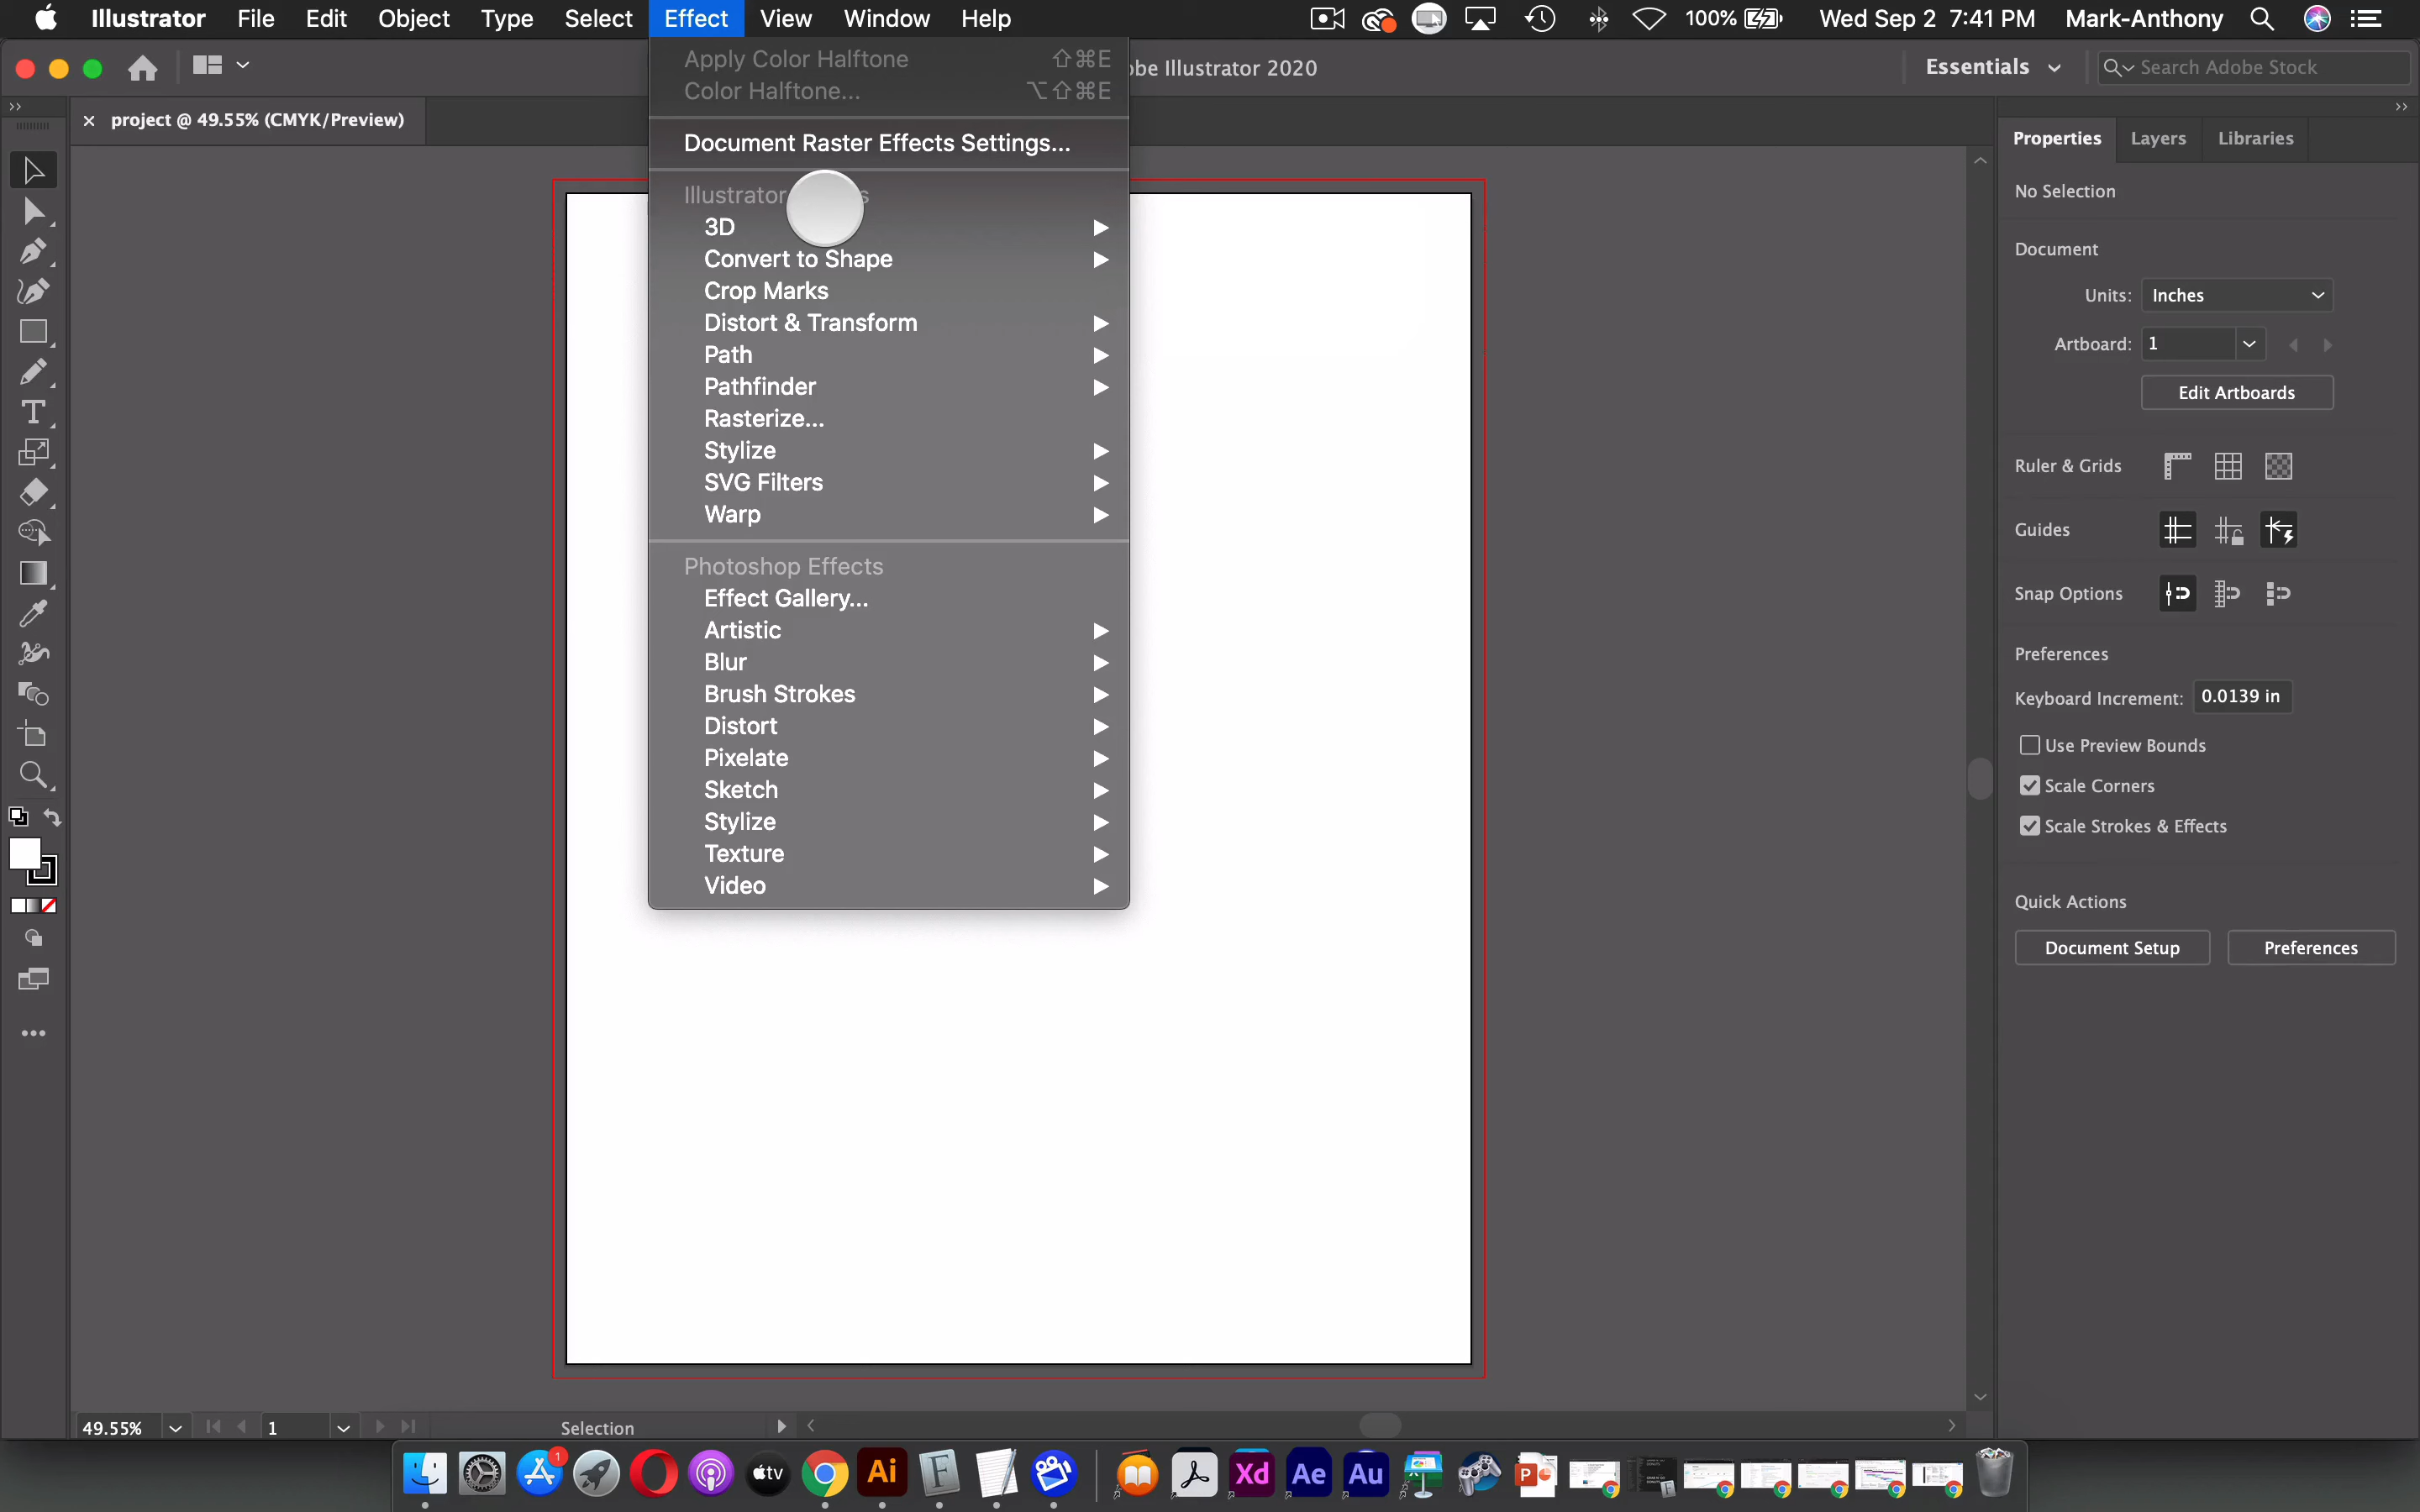 Illustrator File Edit Object Type Select Effect View Window Help 100% Wed Sep 2 7:41 PM Mark-Anthony
be Illustrator 2020 Essentials Search Adobe Stock
project @ 49.55% (CMYK/Preview)
Apply Color Halftone ⇧⌘E
Color Halftone... ⌥⇧⌘E
Document Raster Effects Settings...
Illustrator
3D
Convert to Shape
Crop Marks
Distort & Transform
Path
Pathfinder
Rasterize...
Stylize
SVG Filters
Warp
Photoshop Effects
Effect Gallery...
Artistic
Blur
Brush Strokes
Distort
Pixelate
Sketch
Stylize
Texture
Video
Properties Layers Libraries
No Selection
Document
Units: Inches
Artboard: 1
Edit Artboards
Ruler & Grids
Guides
Snap Options
Preferences
Keyboard Increment: 0.0139 in
Use Preview Bounds
Scale Corners
Scale Strokes & Effects
Quick Actions
Document Setup Preferences
49.55% 1 Selection
1 tv Ai F Xd Ae Au P